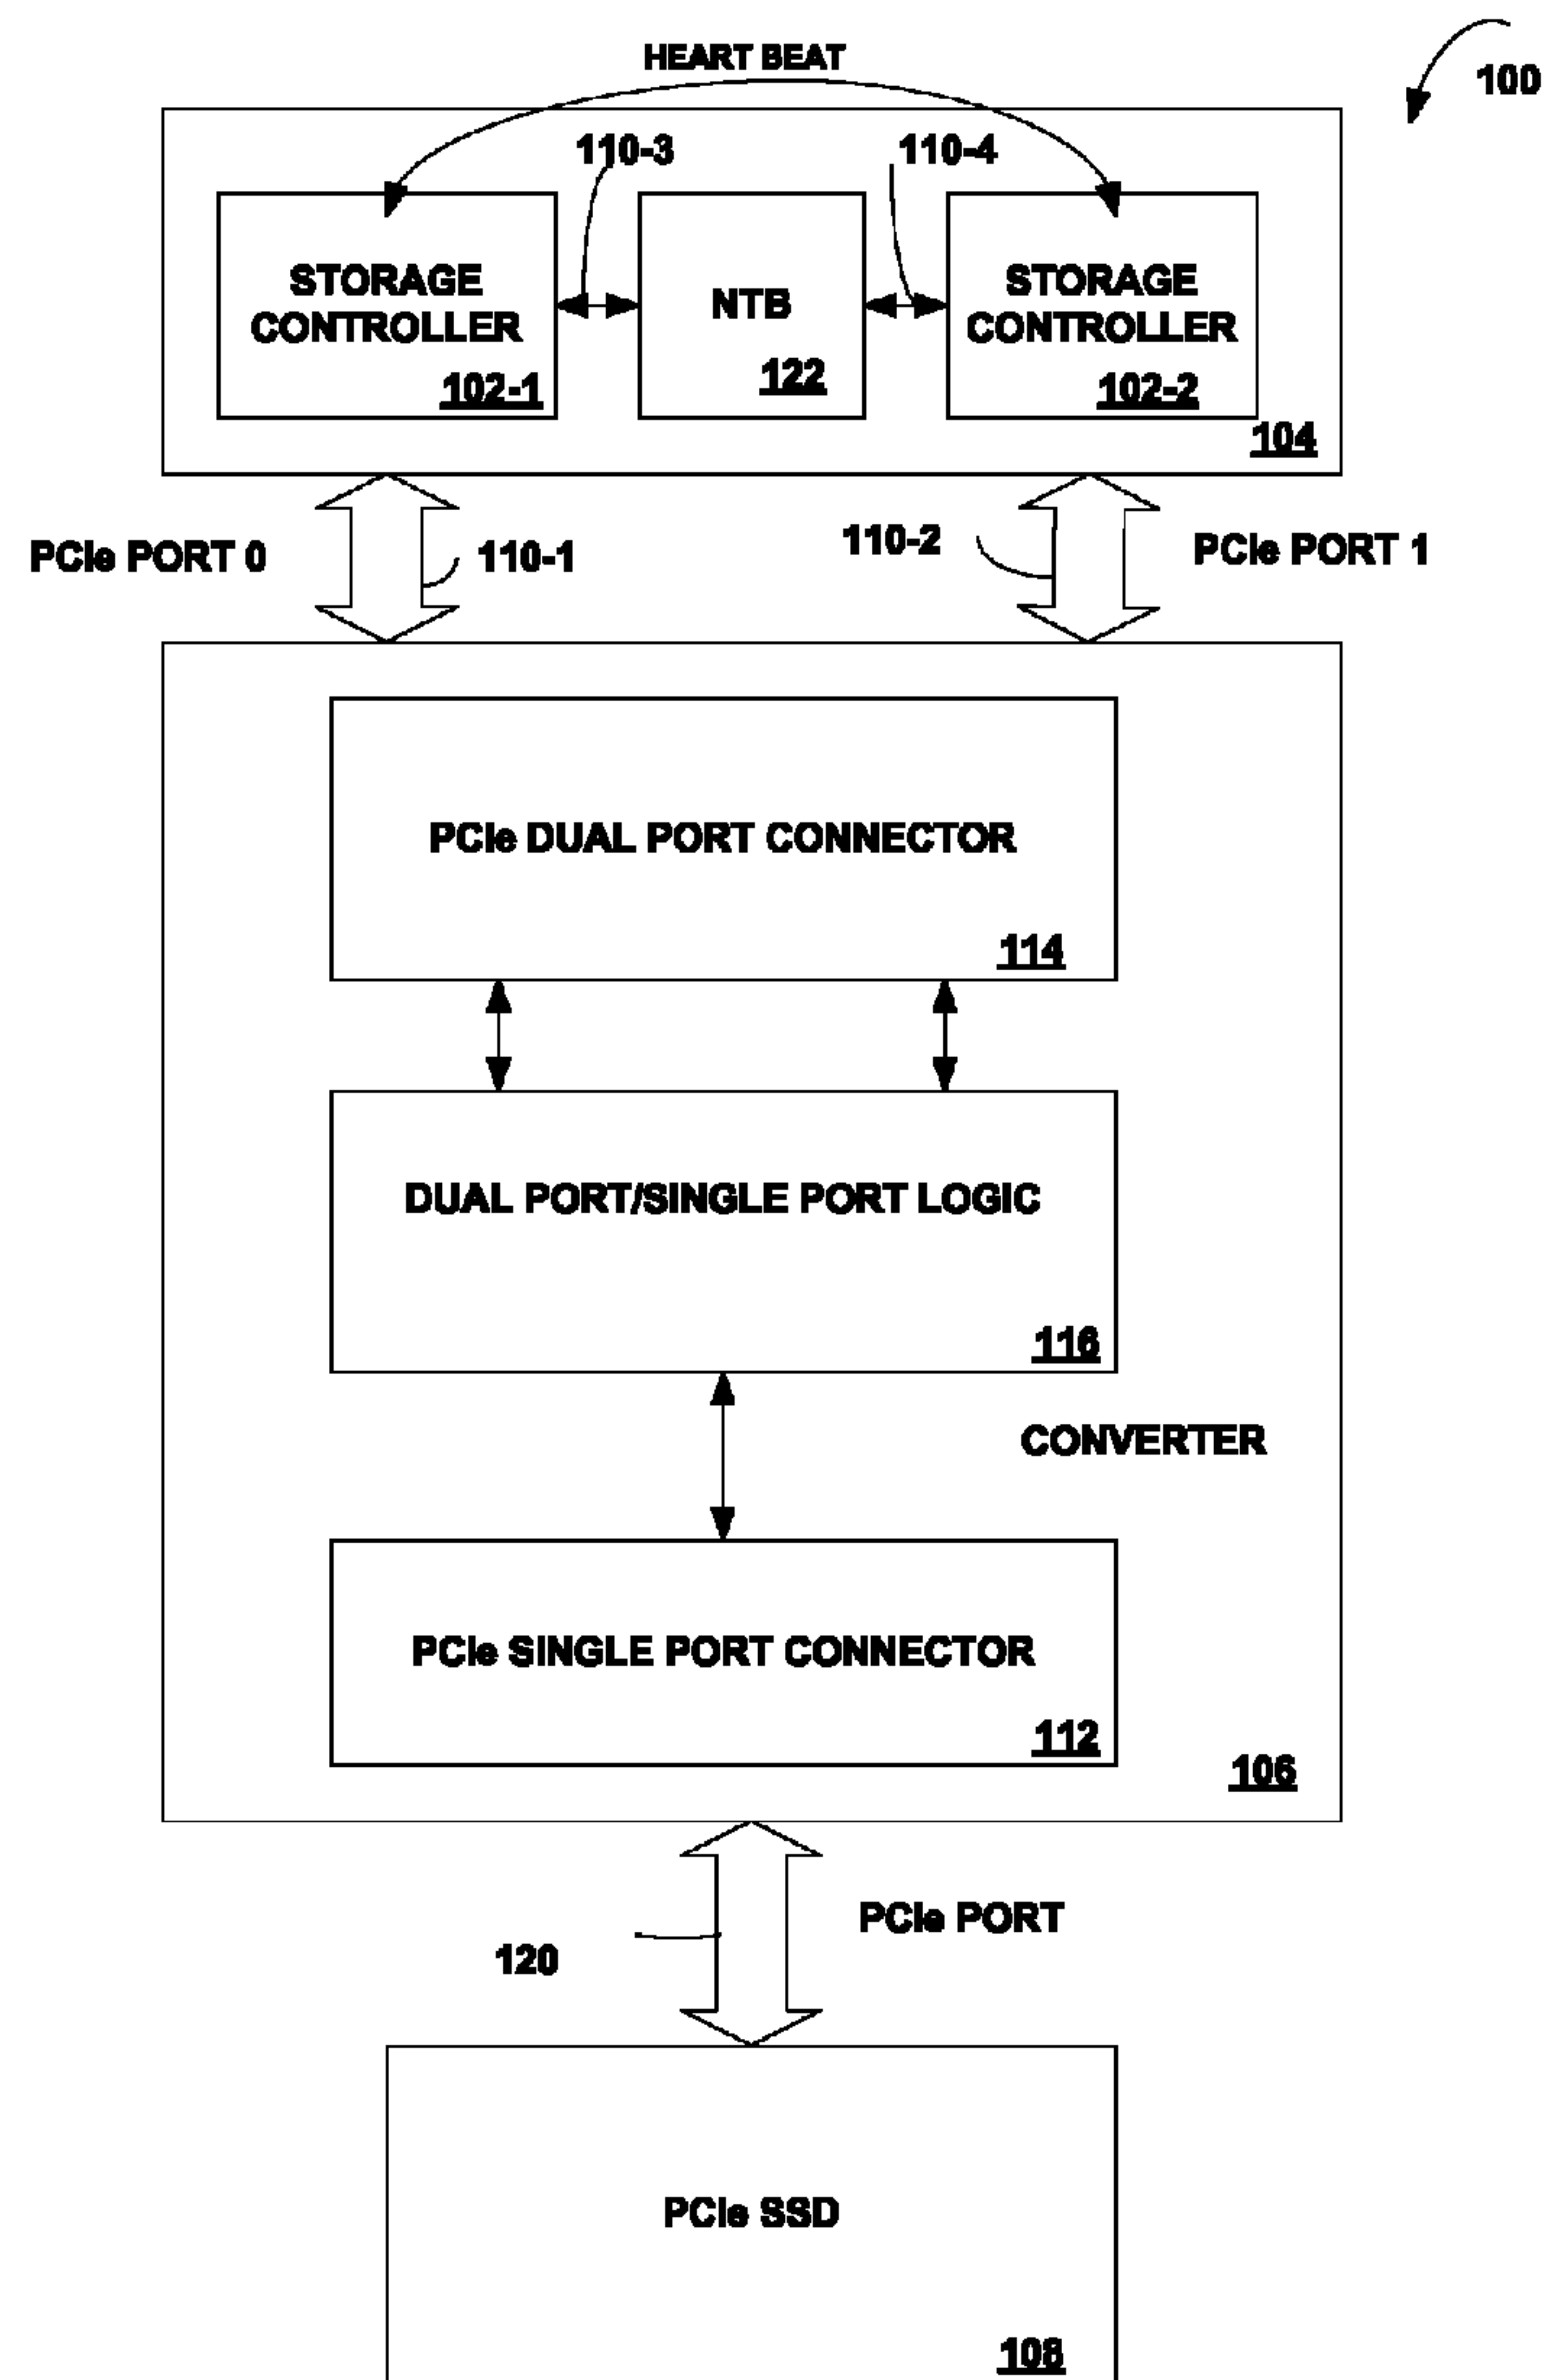 HEART BEAT
100
110-3
110-4
STORAGE
CONTROLLER
102-1
NTB
122
STORAGE
CONTROLLER
102-2
104
PCIe PORT 0
110-1
110-2
PCIe PORT 1
PCIe DUAL PORT CONNECTOR
114
DUAL PORT/SINGLE PORT LOGIC
116
CONVERTER
PCIe SINGLE PORT CONNECTOR
112
106
PCIe PORT
120
PCIe SSD
108